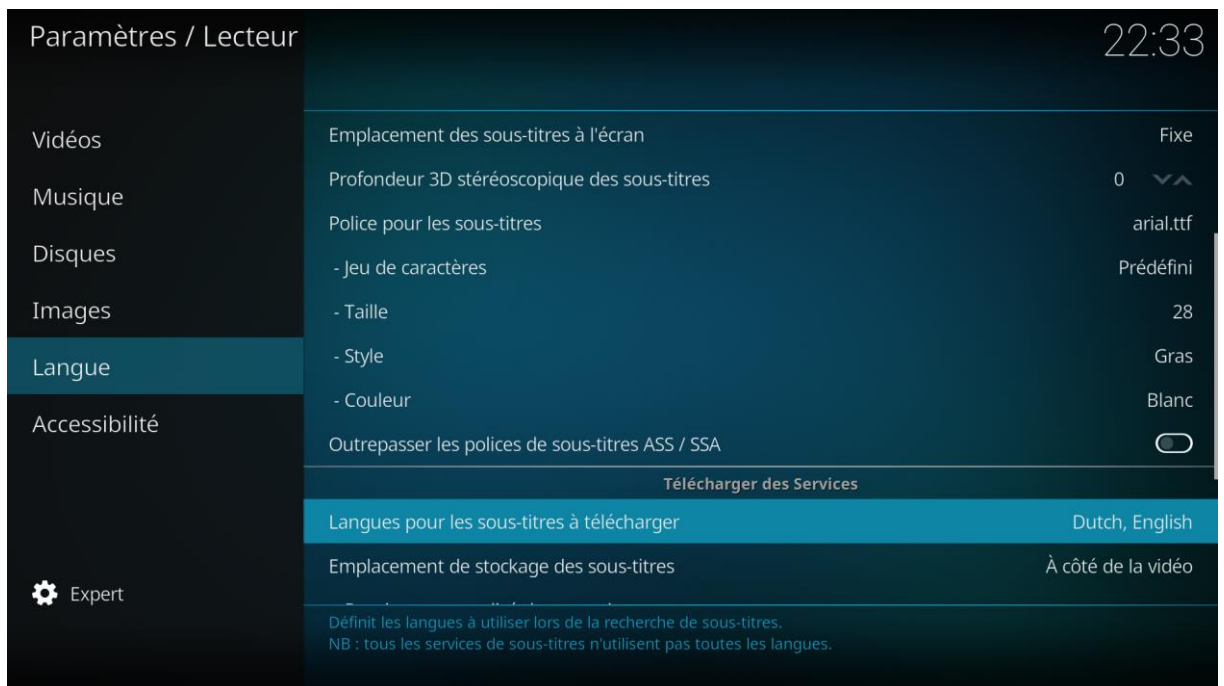 Paramètres / Lecteur
22:33
Vidéos
Musique
Disques
Images
Langue
Accessibilité
Expert
Emplacement des sous-titres à l'écran Fixe
Profondeur 3D stéréoscopique des sous-titres 0
Police pour les sous-titres arial.ttf
- Jeu de caractères Prédéfini
- Taille 28
- Style Gras
- Couleur Blanc
Outrepasser les polices de sous-titres ASS / SSA
Télécharger des Services
Langues pour les sous-titres à télécharger Dutch, English
Emplacement de stockage des sous-titres À côté de la vidéo
Définit les langues à utiliser lors de la recherche de sous-titres.
NB : tous les services de sous-titres n'utilisent pas toutes les langues.